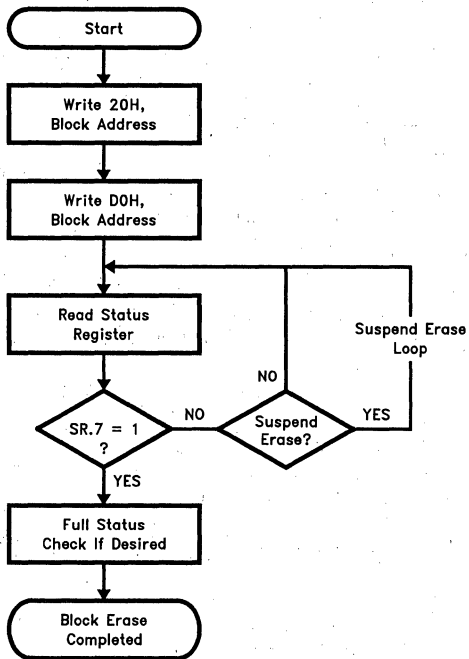 Start
Write 20H,
Block Address
Write D0H,
Block Address
Read Status
Register
Suspend Erase
Loop
NO
SR.7 = 1
?
NO
Suspend
Erase?
YES
YES
Full Status
Check If Desired
Block Erase
Completed